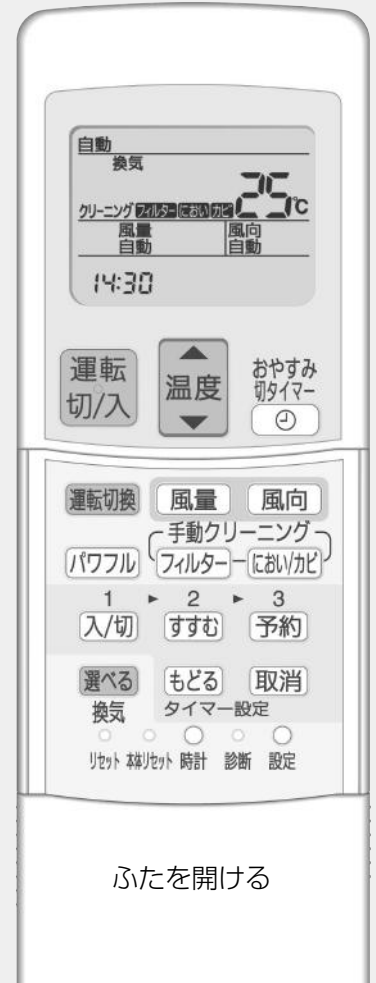 自動
換気
25℃
クリーニング フィルター におい カビ
風量 風向
自動 自動
14:30
運転 切/入
温度
おやすみ
切タイマー
運転切換 風量 風向
手動クリーニング
パワフル フィルター におい/カビ
1 ► 2 ► 3
入/切 すすむ 予約
選べる もどる 取消
換気 タイマー設定
リセット 本体リセット 時計 診断 設定
ふたを開ける